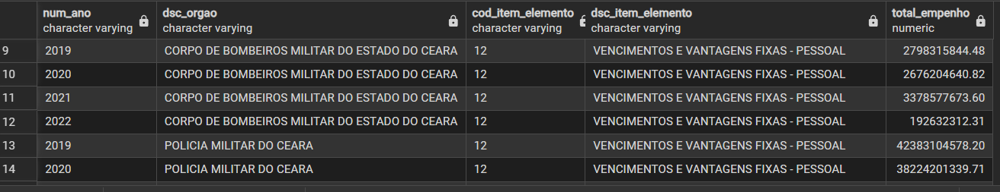 num_ano dsc_orgao cod_item_elemento dsc_item_elemento total_empenho
character varying character varying character varying character varying numeric
9 2019 CORPO DE BOMBEIROS MILITAR DO ESTADO DO CEARA 12 VENCIMENTOS E VANTAGENS FIXAS - PESSOAL 2798315844.48
10 2020 CORPO DE BOMBEIROS MILITAR DO ESTADO DO CEARA 12 VENCIMENTOS E VANTAGENS FIXAS - PESSOAL 2676204640.82
11 2021 CORPO DE BOMBEIROS MILITAR DO ESTADO DO CEARA 12 VENCIMENTOS E VANTAGENS FIXAS - PESSOAL 3378577673.60
12 2022 CORPO DE BOMBEIROS MILITAR DO ESTADO DO CEARA 12 VENCIMENTOS E VANTAGENS FIXAS - PESSOAL 192632312.31
13 2019 POLICIA MILITAR DO CEARA 12 VENCIMENTOS E VANTAGENS FIXAS - PESSOAL 42383104578.20
14 2020 POLICIA MILITAR DO CEARA 12 VENCIMENTOS E VANTAGENS FIXAS - PESSOAL 38224201339.71